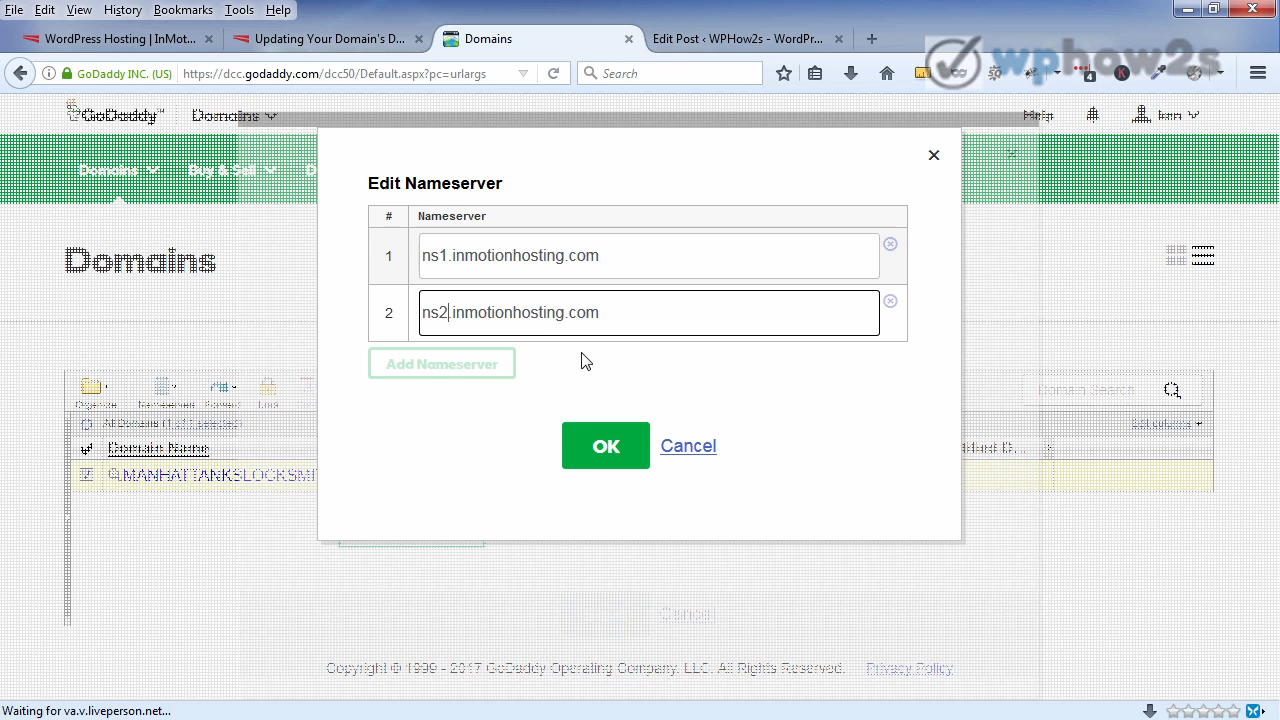 File Edit View History Bookmarks Tools Help
WordPress Hosting | InMot... Updating Your Domain's D... Domains Edit Post ‹ WPHow2s - WordPr...
GoDaddy INC. (US) https://dcc.godaddy.com/dcc50/Default.aspx?pc=urlargs Search
wphow2s
GoDaddy Domains Help
Domains Buy & Sell
Edit Nameserver
# Nameserver
1 ns1.inmotionhosting.com
2 ns2.inmotionhosting.com
Add Nameserver
Domains
Domain Search
OK Cancel
Domain Name
MANHATTANKSLOCKSMI
Cancel
Copyright © 1999 - 2017 GoDaddy Operating Company, LLC. All Rights Reserved. Privacy Policy
Waiting for va.v.liveperson.net...